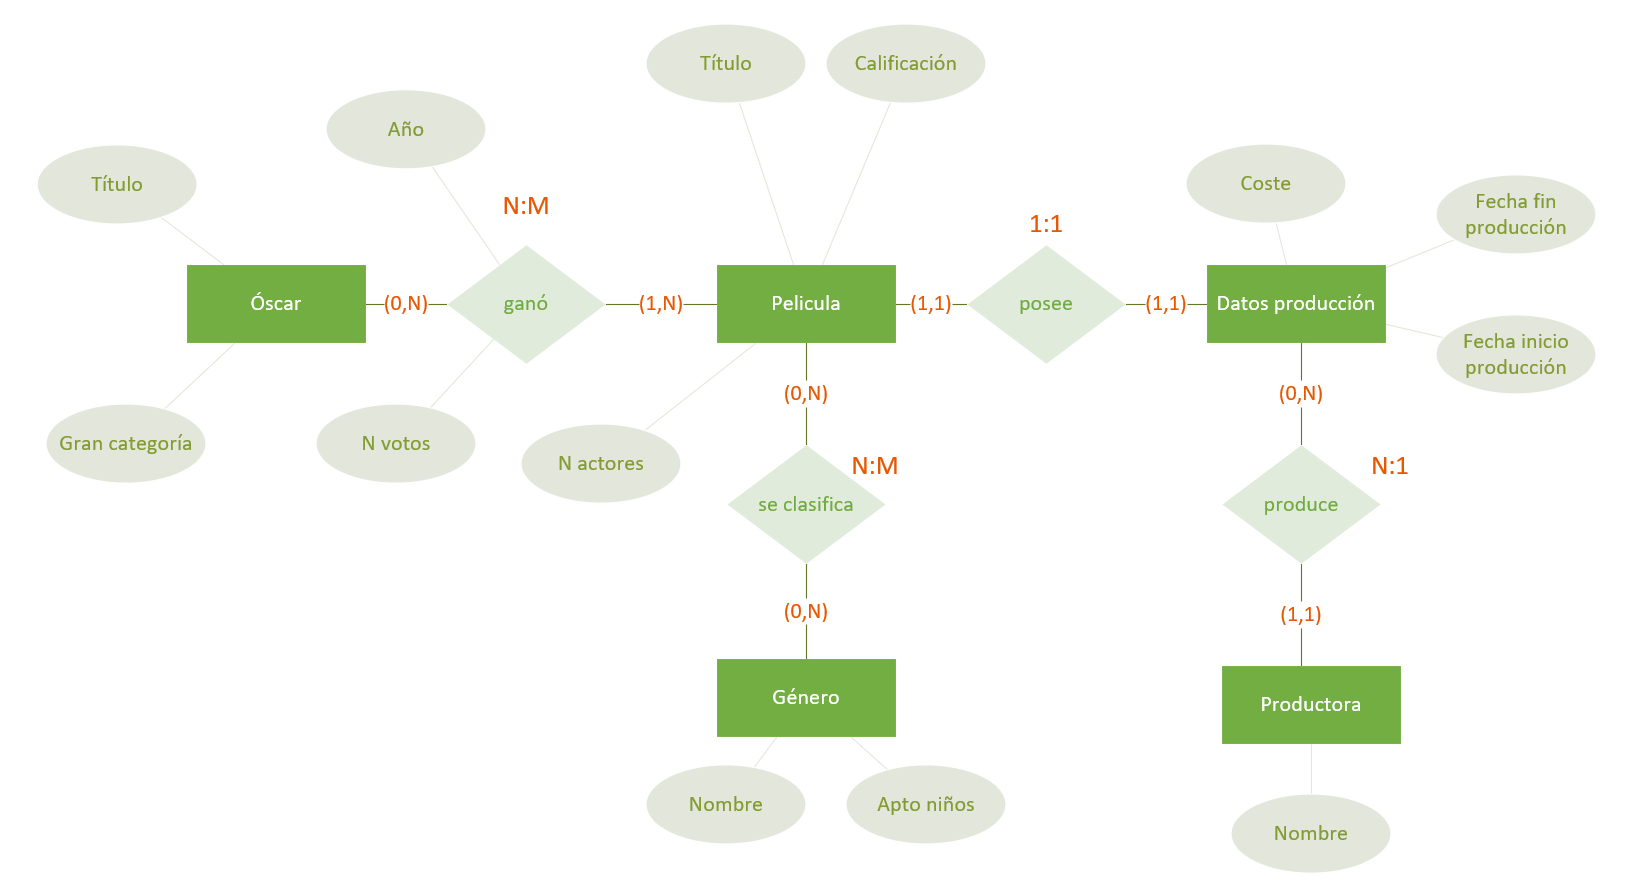 Título
Calificación
Año
Título
N:M
Coste
Fecha fin
producción
1:1
Óscar
(0,N)
ganó
(1,N)
Pelicula
(1,1)
posee
(1,1)
Datos producción
Fecha inicio
producción
(0,N)
(0,N)
Gran categoría
N votos
N actores
N:M
N:1
se clasifica
produce
(0,N)
(1,1)
Género
Productora
Nombre
Apto niños
Nombre